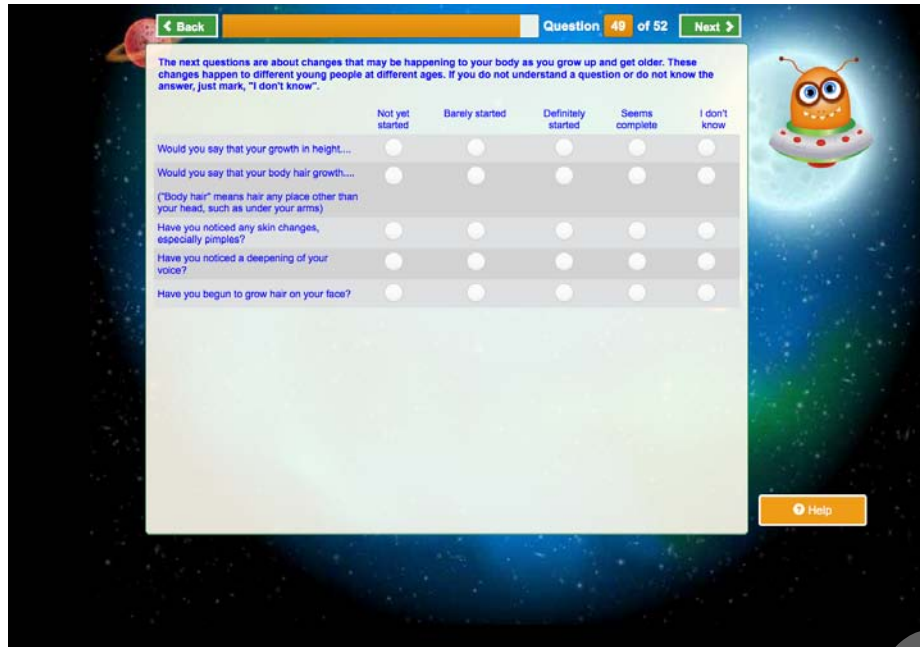 Back
Question 49 of 52
Next
The next questions are about changes that may be happening to your body as you grow up and get older. These
changes happen to different young people at different ages. If you do not understand a question or do not know the
answer, just mark, "I don't know".
Not yet started
Barely started
Definitely started
Seems complete
I don't know
Would you say that your growth in height....
Would you say that your body hair growth....
("Body hair" means hair any place other than
your head, such as under your arms)
Have you noticed any skin changes,
especially pimples?
Have you noticed a deepening of your
voice?
Have you begun to grow hair on your face?
Help